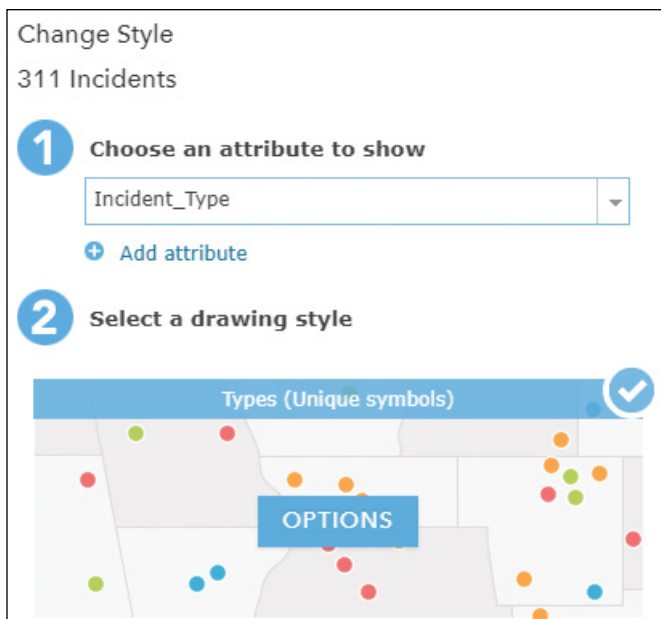 Change Style
311 Incidents
1 Choose an attribute to show
Incident_Type
Add attribute
2 Select a drawing style
Types (Unique symbols)
OPTIONS